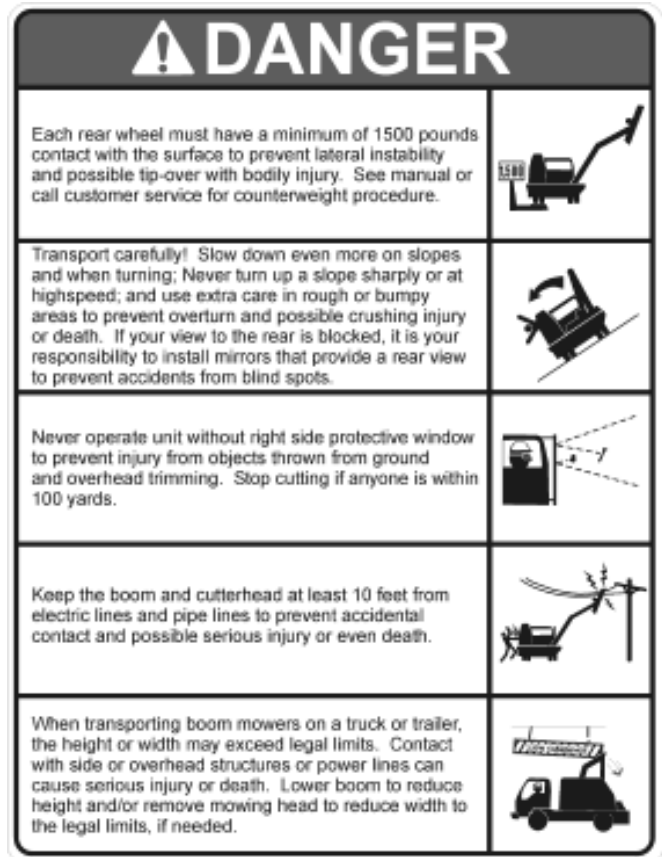 DANGER
Each rear wheel must have a minimum of 1500 pounds
contact with the surface to prevent lateral instability
and possible tip-over with bodily injury. See manual or
call customer service for counterweight procedure.
1500
Transport carefully! Slow down even more on slopes
and when turning; Never turn up a slope sharply or at
highspeed; and use extra care in rough or bumpy
areas to prevent overturn and possible crushing injury
or death. If your view to the rear is blocked, it is your
responsibility to install mirrors that provide a rear view
to prevent accidents from blind spots.
Never operate unit without right side protective window
to prevent injury from objects thrown from ground
and overhead trimming. Stop cutting if anyone is within
100 yards.
Keep the boom and cutterhead at least 10 feet from
electric lines and pipe lines to prevent accidental
contact and possible serious injury or even death.
When transporting boom mowers on a truck or trailer,
the height or width may exceed legal limits. Contact
with side or overhead structures or power lines can
cause serious injury or death. Lower boom to reduce
height and/or remove mowing head to reduce width to
the legal limits, if needed.